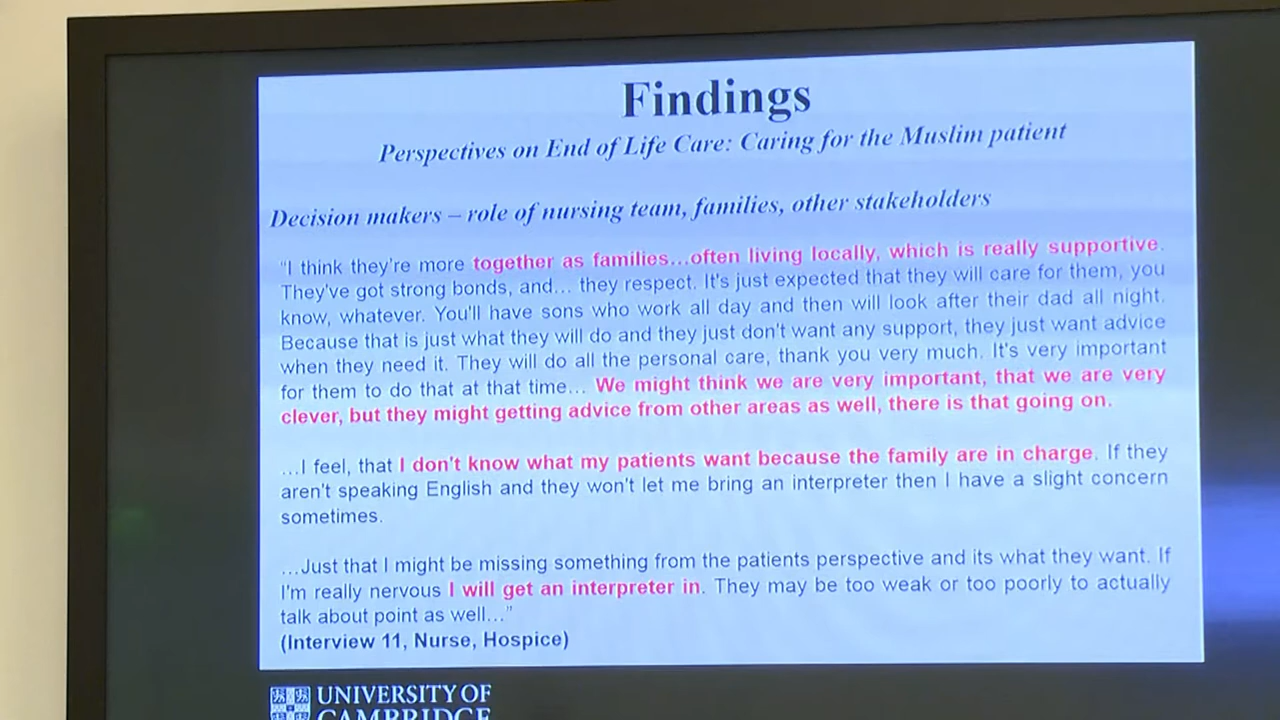 Findings
Perspectives on End of Life Care: Caring for the Muslim patient
Decision makers – role of nursing team, families, other stakeholders
"I think they're more together as families...often living locally, which is really supportive.
They've got strong bonds, and... they respect. It's just expected that they will care for them, you
know, whatever. You'll have sons who work all day and then will look after their dad all night.
Because that is just what they will do and they just don't want any support, they just want advice
when they need it. They will do all the personal care, thank you very much. It's very important
for them to do that at that time... We might think we are very important, that we are very
clever, but they might getting advice from other areas as well, there is that going on.
...I feel, that I don't know what my patients want because the family are in charge. If they
aren't speaking English and they won't let me bring an interpreter then I have a slight concern
sometimes.
...Just that I might be missing something from the patients perspective and its what they want. If
I'm really nervous I will get an interpreter in. They may be too weak or too poorly to actually
talk about point as well..."
(Interview 11, Nurse, Hospice)
UNIVERSITY OF
CAMBRIDGE